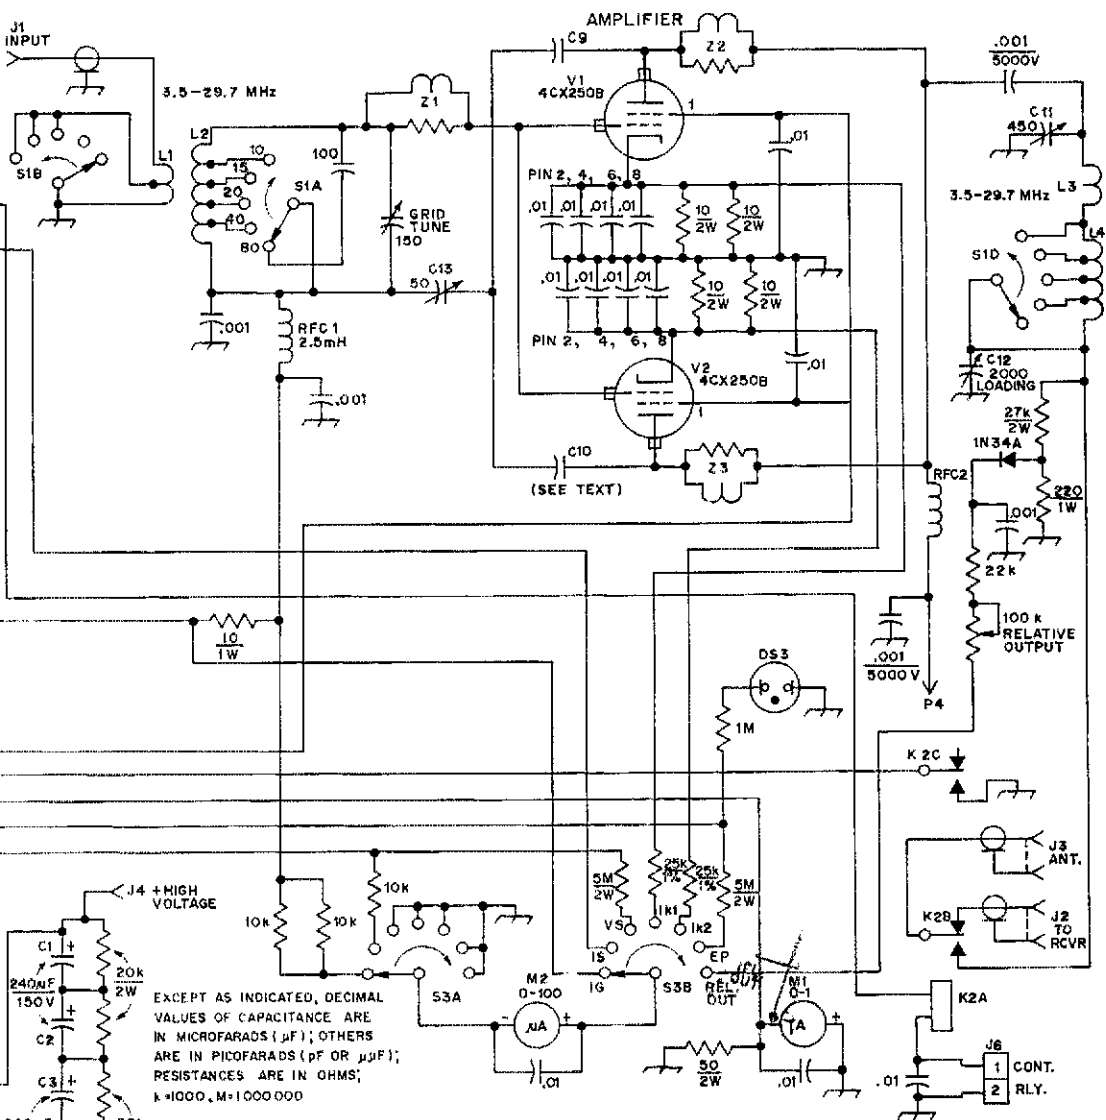 AMPLIFIER
J1
INPUT
3.5-29.7 MHz
S1B
L1
L2
10
15
20
40
80
S1A
100
Z1
GRID
TUNE
150
C13
50
.001
RFC 1
2.5mH
.001
C9
Z2
V1
4CX250B
1
.01
PIN 2, 4, 6, 8
.01 .01 .01 .01
10
2W
10
2W
.01 .01 .01 .01
10
2W
10
2W
PIN 2, 4, 6, 8
V2
4CX250B
1
.01
C10
(SEE TEXT)
Z3
.001
5000V
C11
450
L3
3.5-29.7 MHz
L4
S1D
C12
2000
LOADING
27k
2W
1N34A
220
1W
.001
RFC2
22k
100 k
RELATIVE
OUTPUT
.001
5000V
P4
10
1W
DS3
1M
K2C
J3
ANT.
K2B
J2
TO
RCVR
J4 +HIGH
VOLTAGE
C1
+
240µF
150V
C2
+
C3
+
20k
2W
10k
10k
10k
S3A
5M
2W
25k
1%
25k
1%
5M
2W
VS
Ik1
Ik2
EP
IS
IG
S3B
REL.
OUT
M2
0-100
- µA +
.01
M1
0-1
+
50
2W
.01
K2A
.01
J6
1 CONT.
2 RLY.
EXCEPT AS INDICATED, DECIMAL
VALUES OF CAPACITANCE ARE
IN MICROFARADS (µF); OTHERS
ARE IN PICOFARADS (pF OR µµF);
RESISTANCES ARE IN OHMS;
k=1000, M=1000000